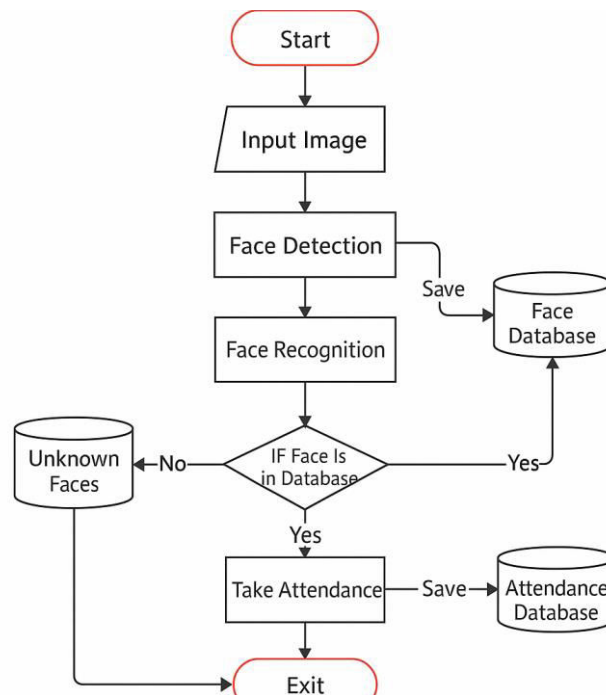 Start
Input Image
Face Detection
Save
Face
Database
Face Recognition
IF Face Is
in Database
No
Unknown
Faces
Yes
Yes
Take Attendance
Save
Attendance
Database
Exit